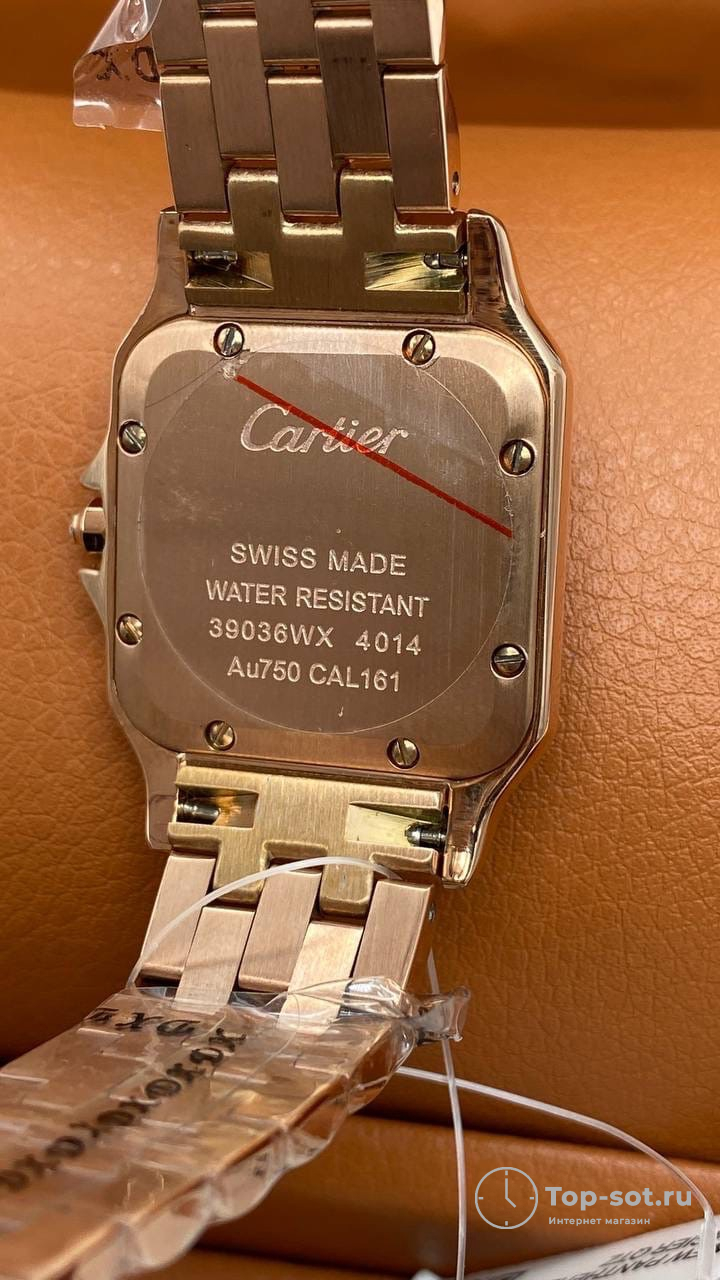 Cartier
SWISS MADE
WATER RESISTANT
39036WX 4014
Au750 CAL161
Top-sot.ru
Интернет магазин